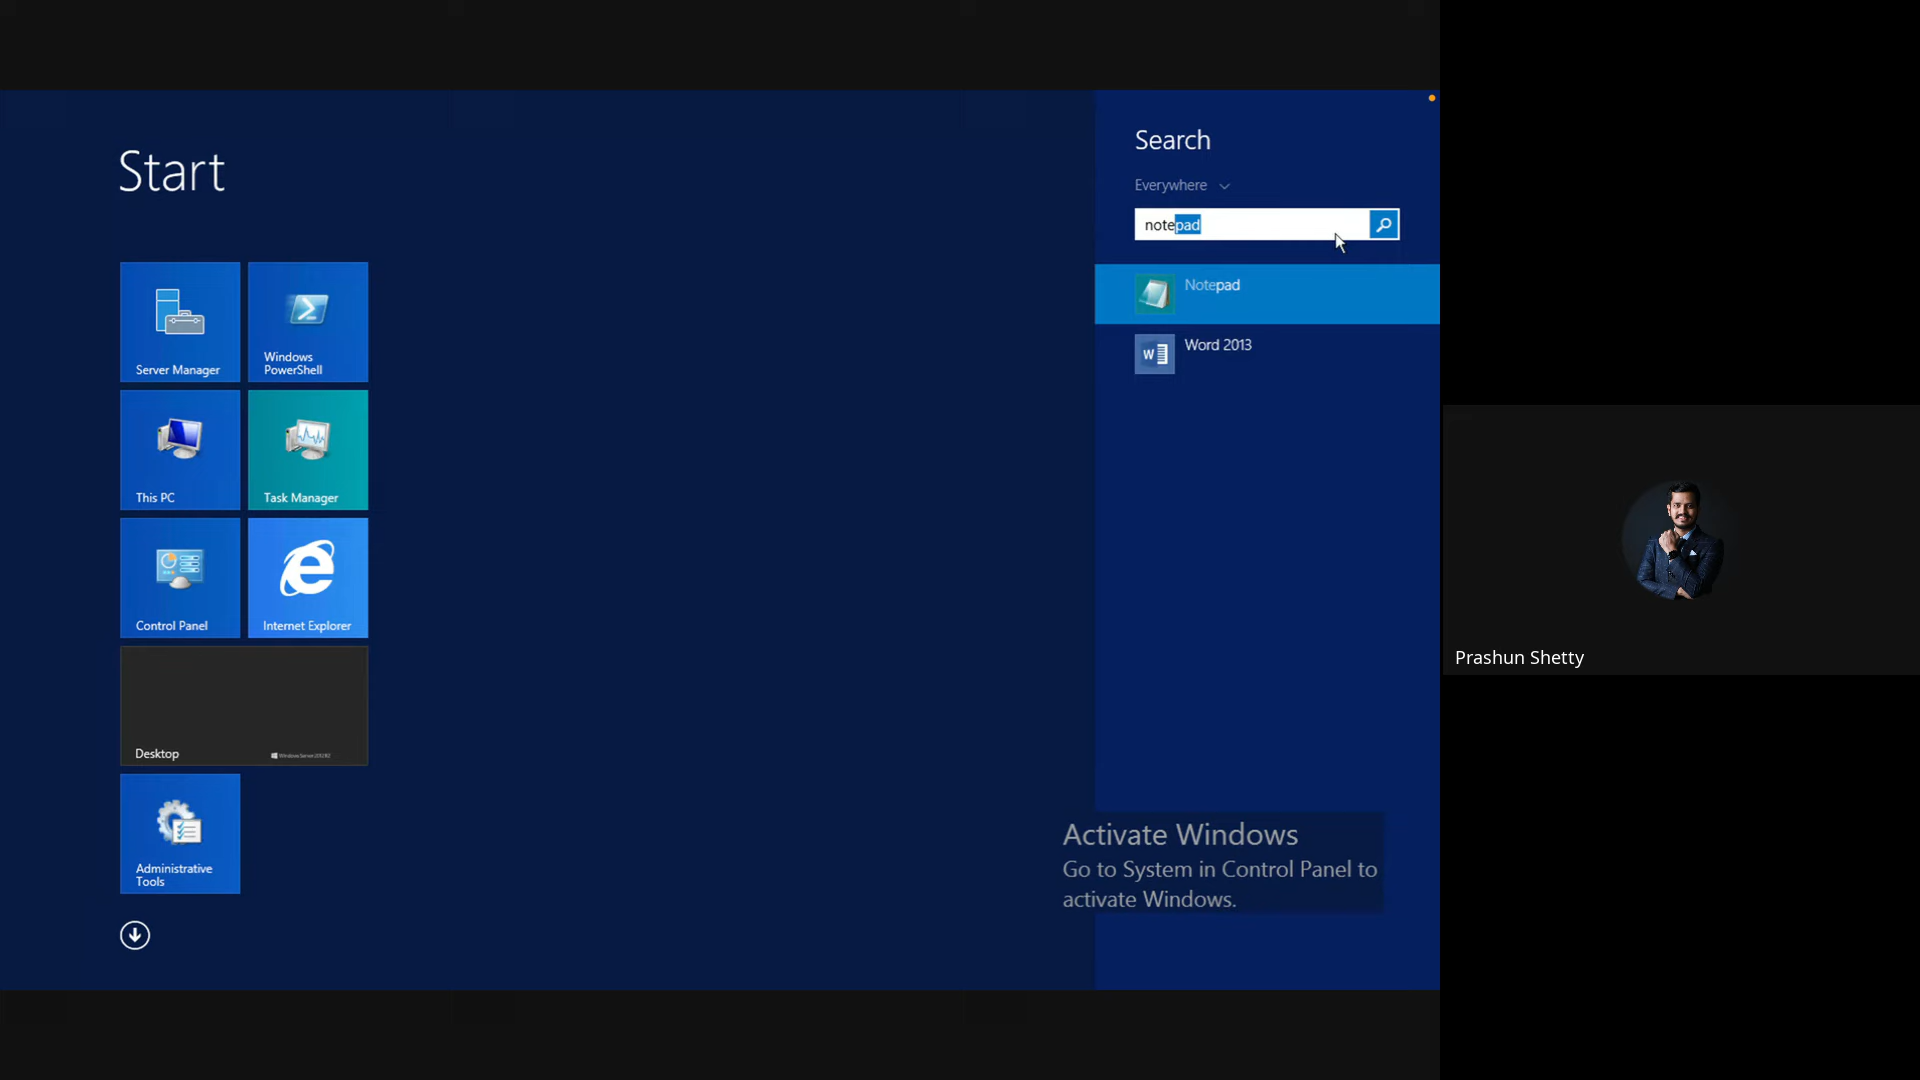 Start
Server Manager
Windows
PowerShell
This PC
Task Manager
Control Panel
Internet Explorer
Desktop
Administrative
Tools
Search
Everywhere
notepad
Notepad
Word 2013
Activate Windows
Go to System in Control Panel to
activate Windows.
Prashun Shetty